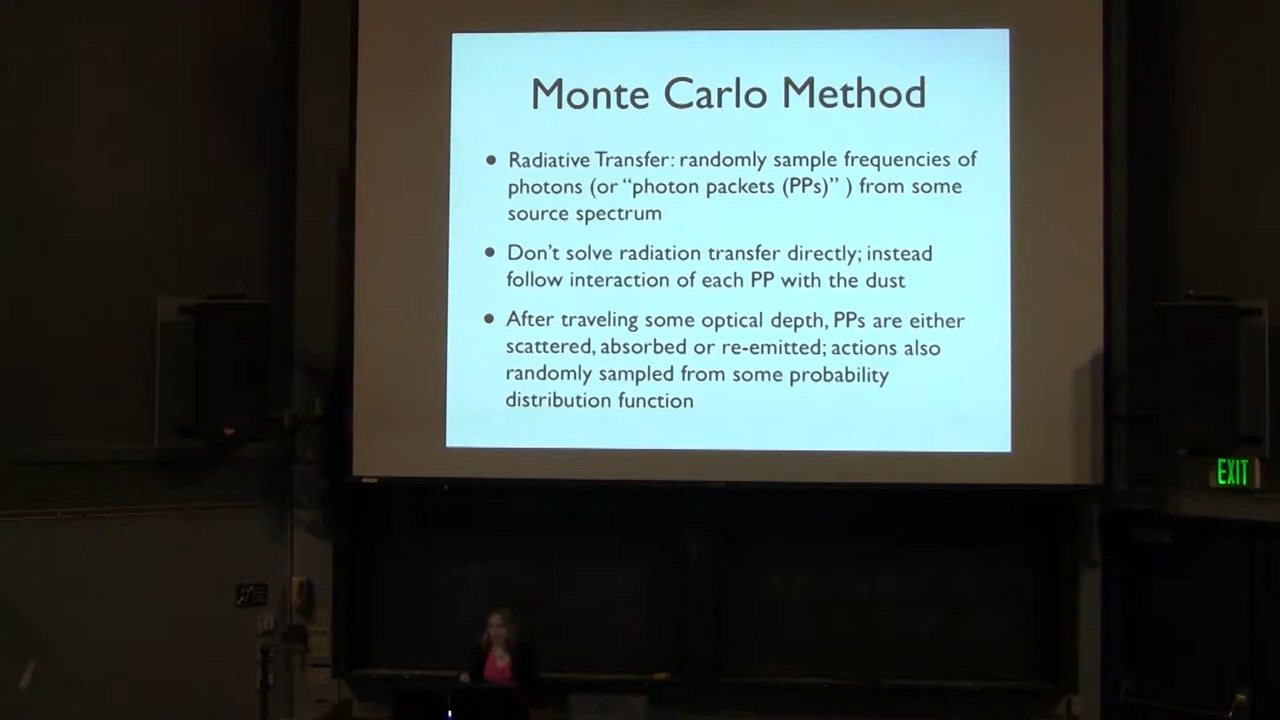 Monte Carlo Method
• Radiative Transfer: randomly sample frequencies of
photons (or “photon packets (PPs)” ) from some
source spectrum
• Don't solve radiation transfer directly; instead
follow interaction of each PP with the dust
• After traveling some optical depth, PPs are either
scattered, absorbed or re-emitted; actions also
randomly sampled from some probability
distribution function
EXIT